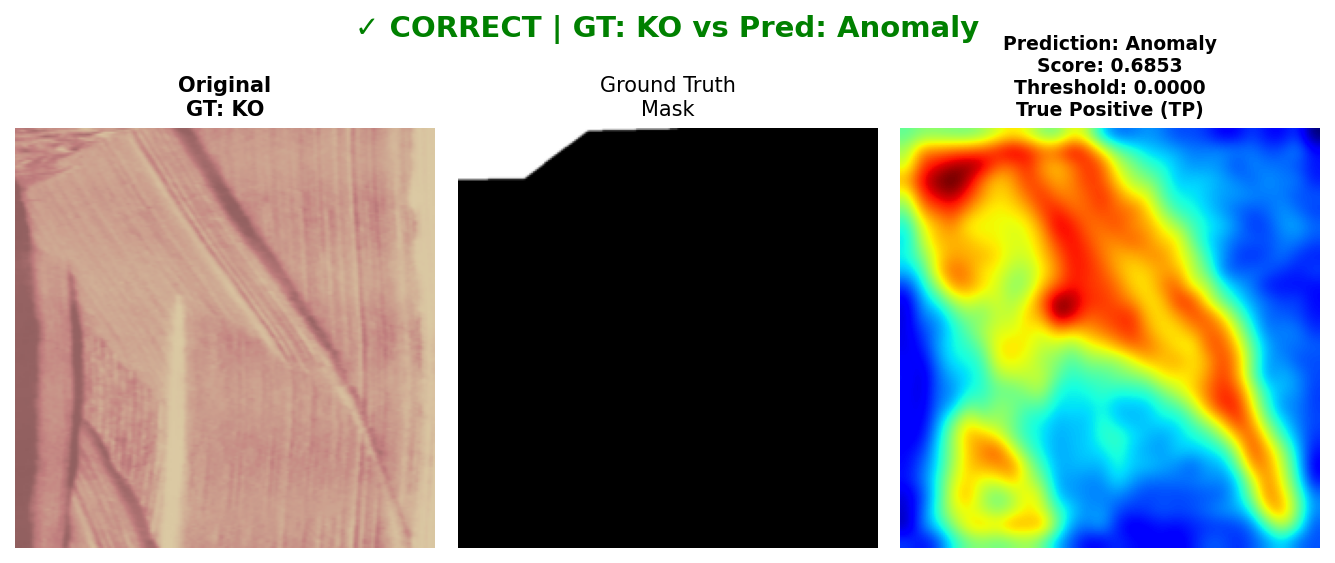 ✓ CORRECT | GT: KO vs Pred: Anomaly
Original
GT: KO
Ground Truth
Mask
Prediction: Anomaly
Score: 0.6853
Threshold: 0.0000
True Positive (TP)